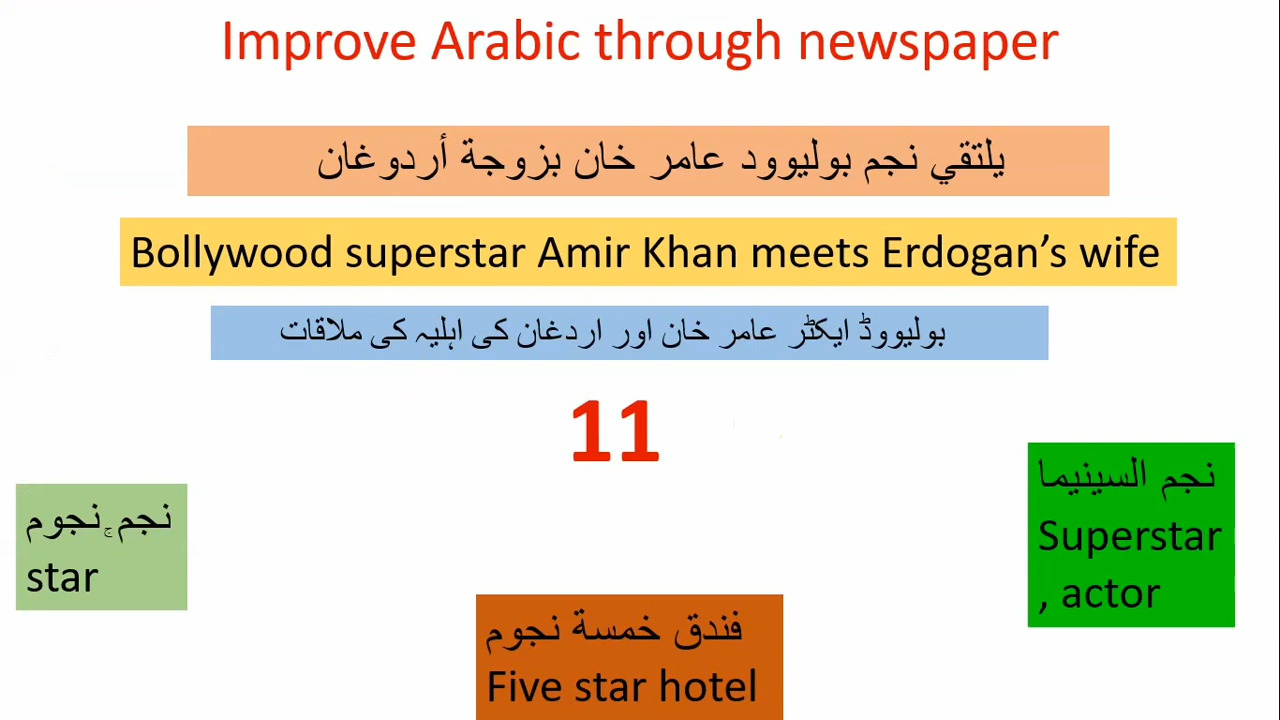 Improve Arabic through newspaper
يلتقي نجم بوليوود عامر خان بزوجة أردوغان
Bollywood superstar Amir Khan meets Erdogan’s wife
بولیووڈ ایکٹر عامر خان اور اردغان کی اہلیہ کی ملاقات
11
نجم السينيما
Superstar
, actor
نجم ۔ج نجوم
star
فندق خمسة نجوم
Five star hotel